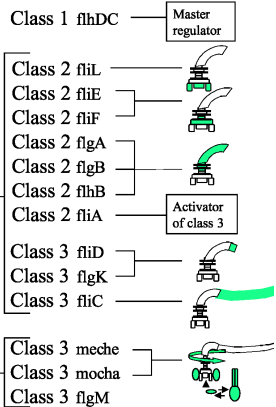 Class 1 flhDC
Master
regulator
Class 2 fliL
Class 2 fliE
Class 2 fliF
Class 2 flgA
Class 2 flgB
Class 2 flhB
Class 2 fliA
Activator
of class 3
Class 3 fliD
Class 3 flgK
Class 3 fliC
Class 3 meche
Class 3 mocha
Class 3 flgM